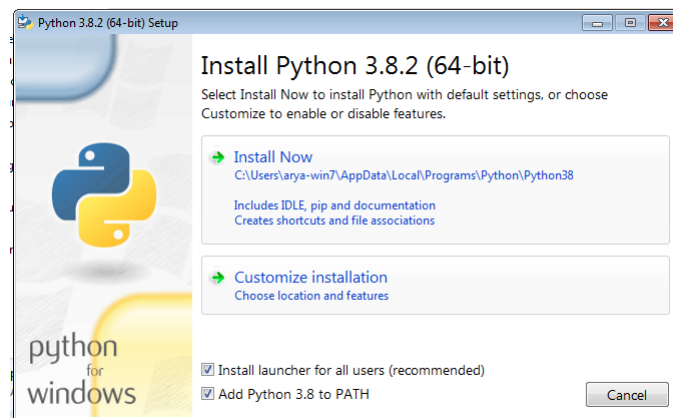 Python 3.8.2 (64-bit) Setup
Install Python 3.8.2 (64-bit)
Select Install Now to install Python with default settings, or choose
Customize to enable or disable features.
Install Now
C:\Users\arya-win7\AppData\Local\Programs\Python\Python38
Includes IDLE, pip and documentation
Creates shortcuts and file associations
Customize installation
Choose location and features
python
for
windows
Install launcher for all users (recommended)
Add Python 3.8 to PATH
Cancel